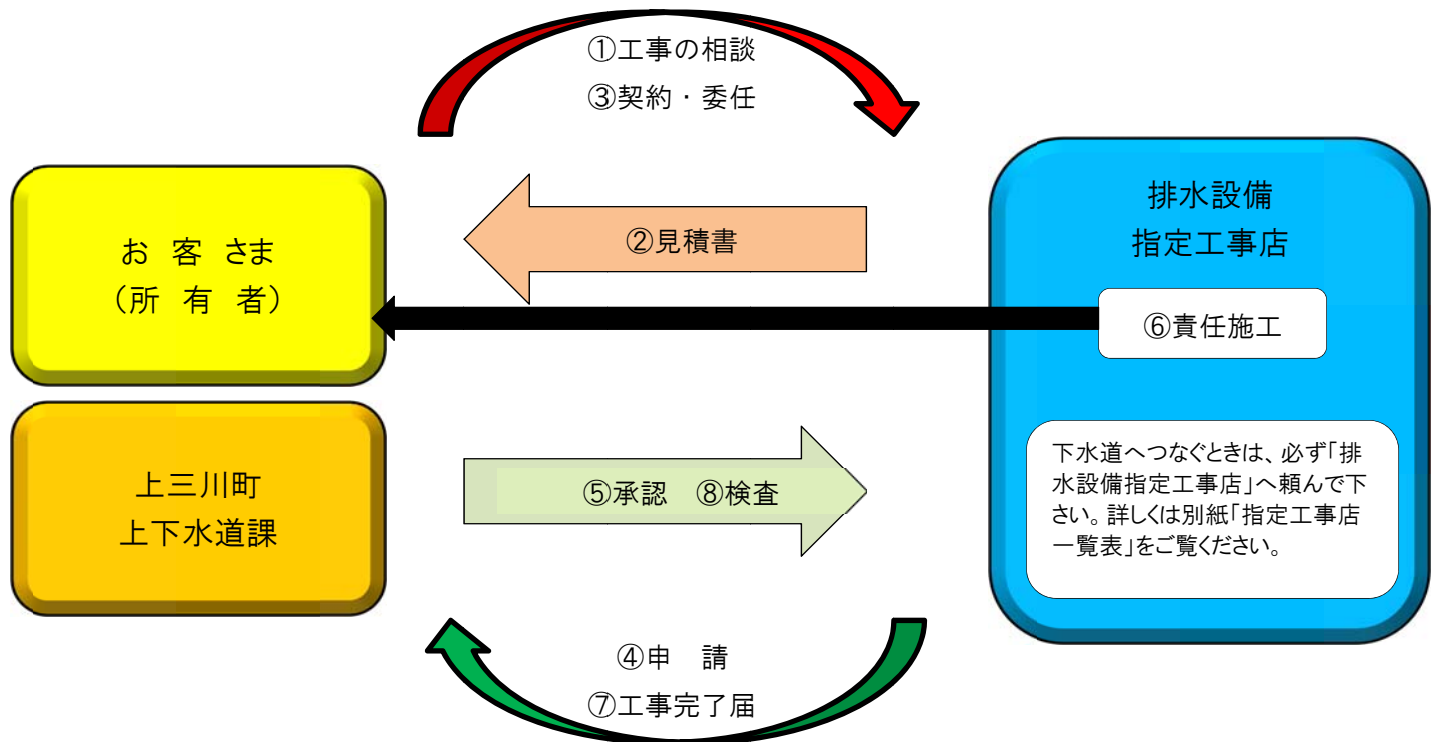 ①工事の相談
③契約・委任
お 客 さま
（所 有 者）
②見積書
排水設備
指定工事店
⑥責任施工
上三川町
上下水道課
⑤承認 ⑧検査
下水道へつなぐときは、必ず「排
水設備指定工事店」へ頼んで下
さい。詳しくは別紙「指定工事店
一覧表」をご覧ください。
④申　請
⑦工事完了届